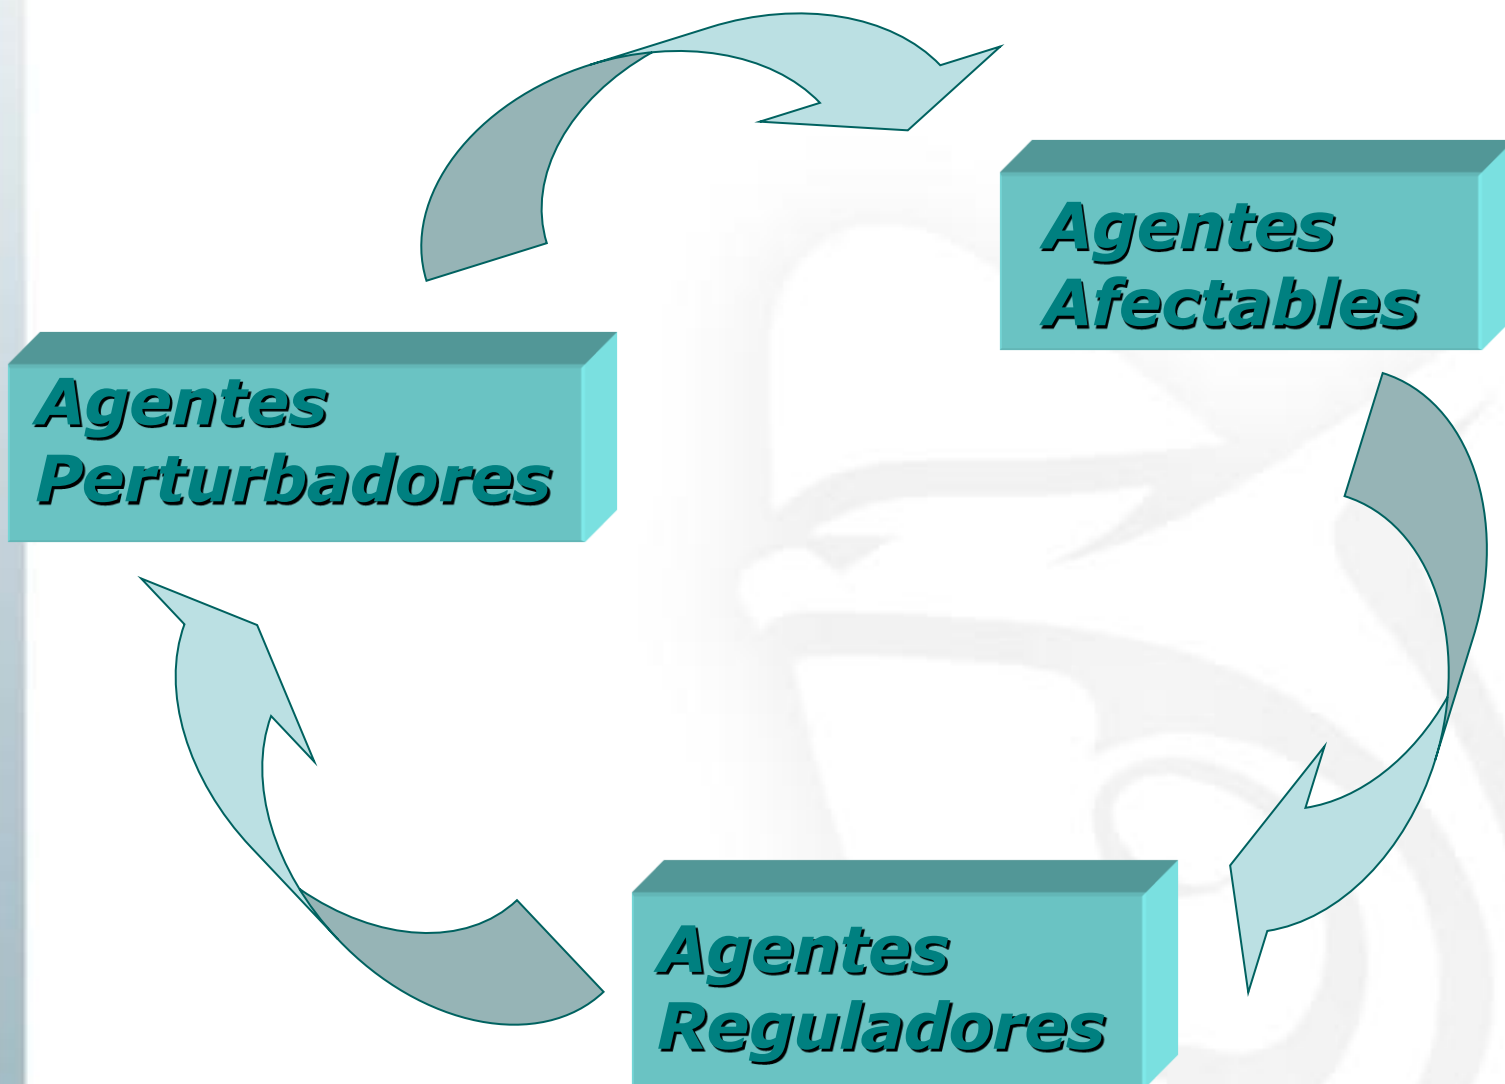 Agentes
Afectables
Agentes
Perturbadores
Agentes
Reguladores